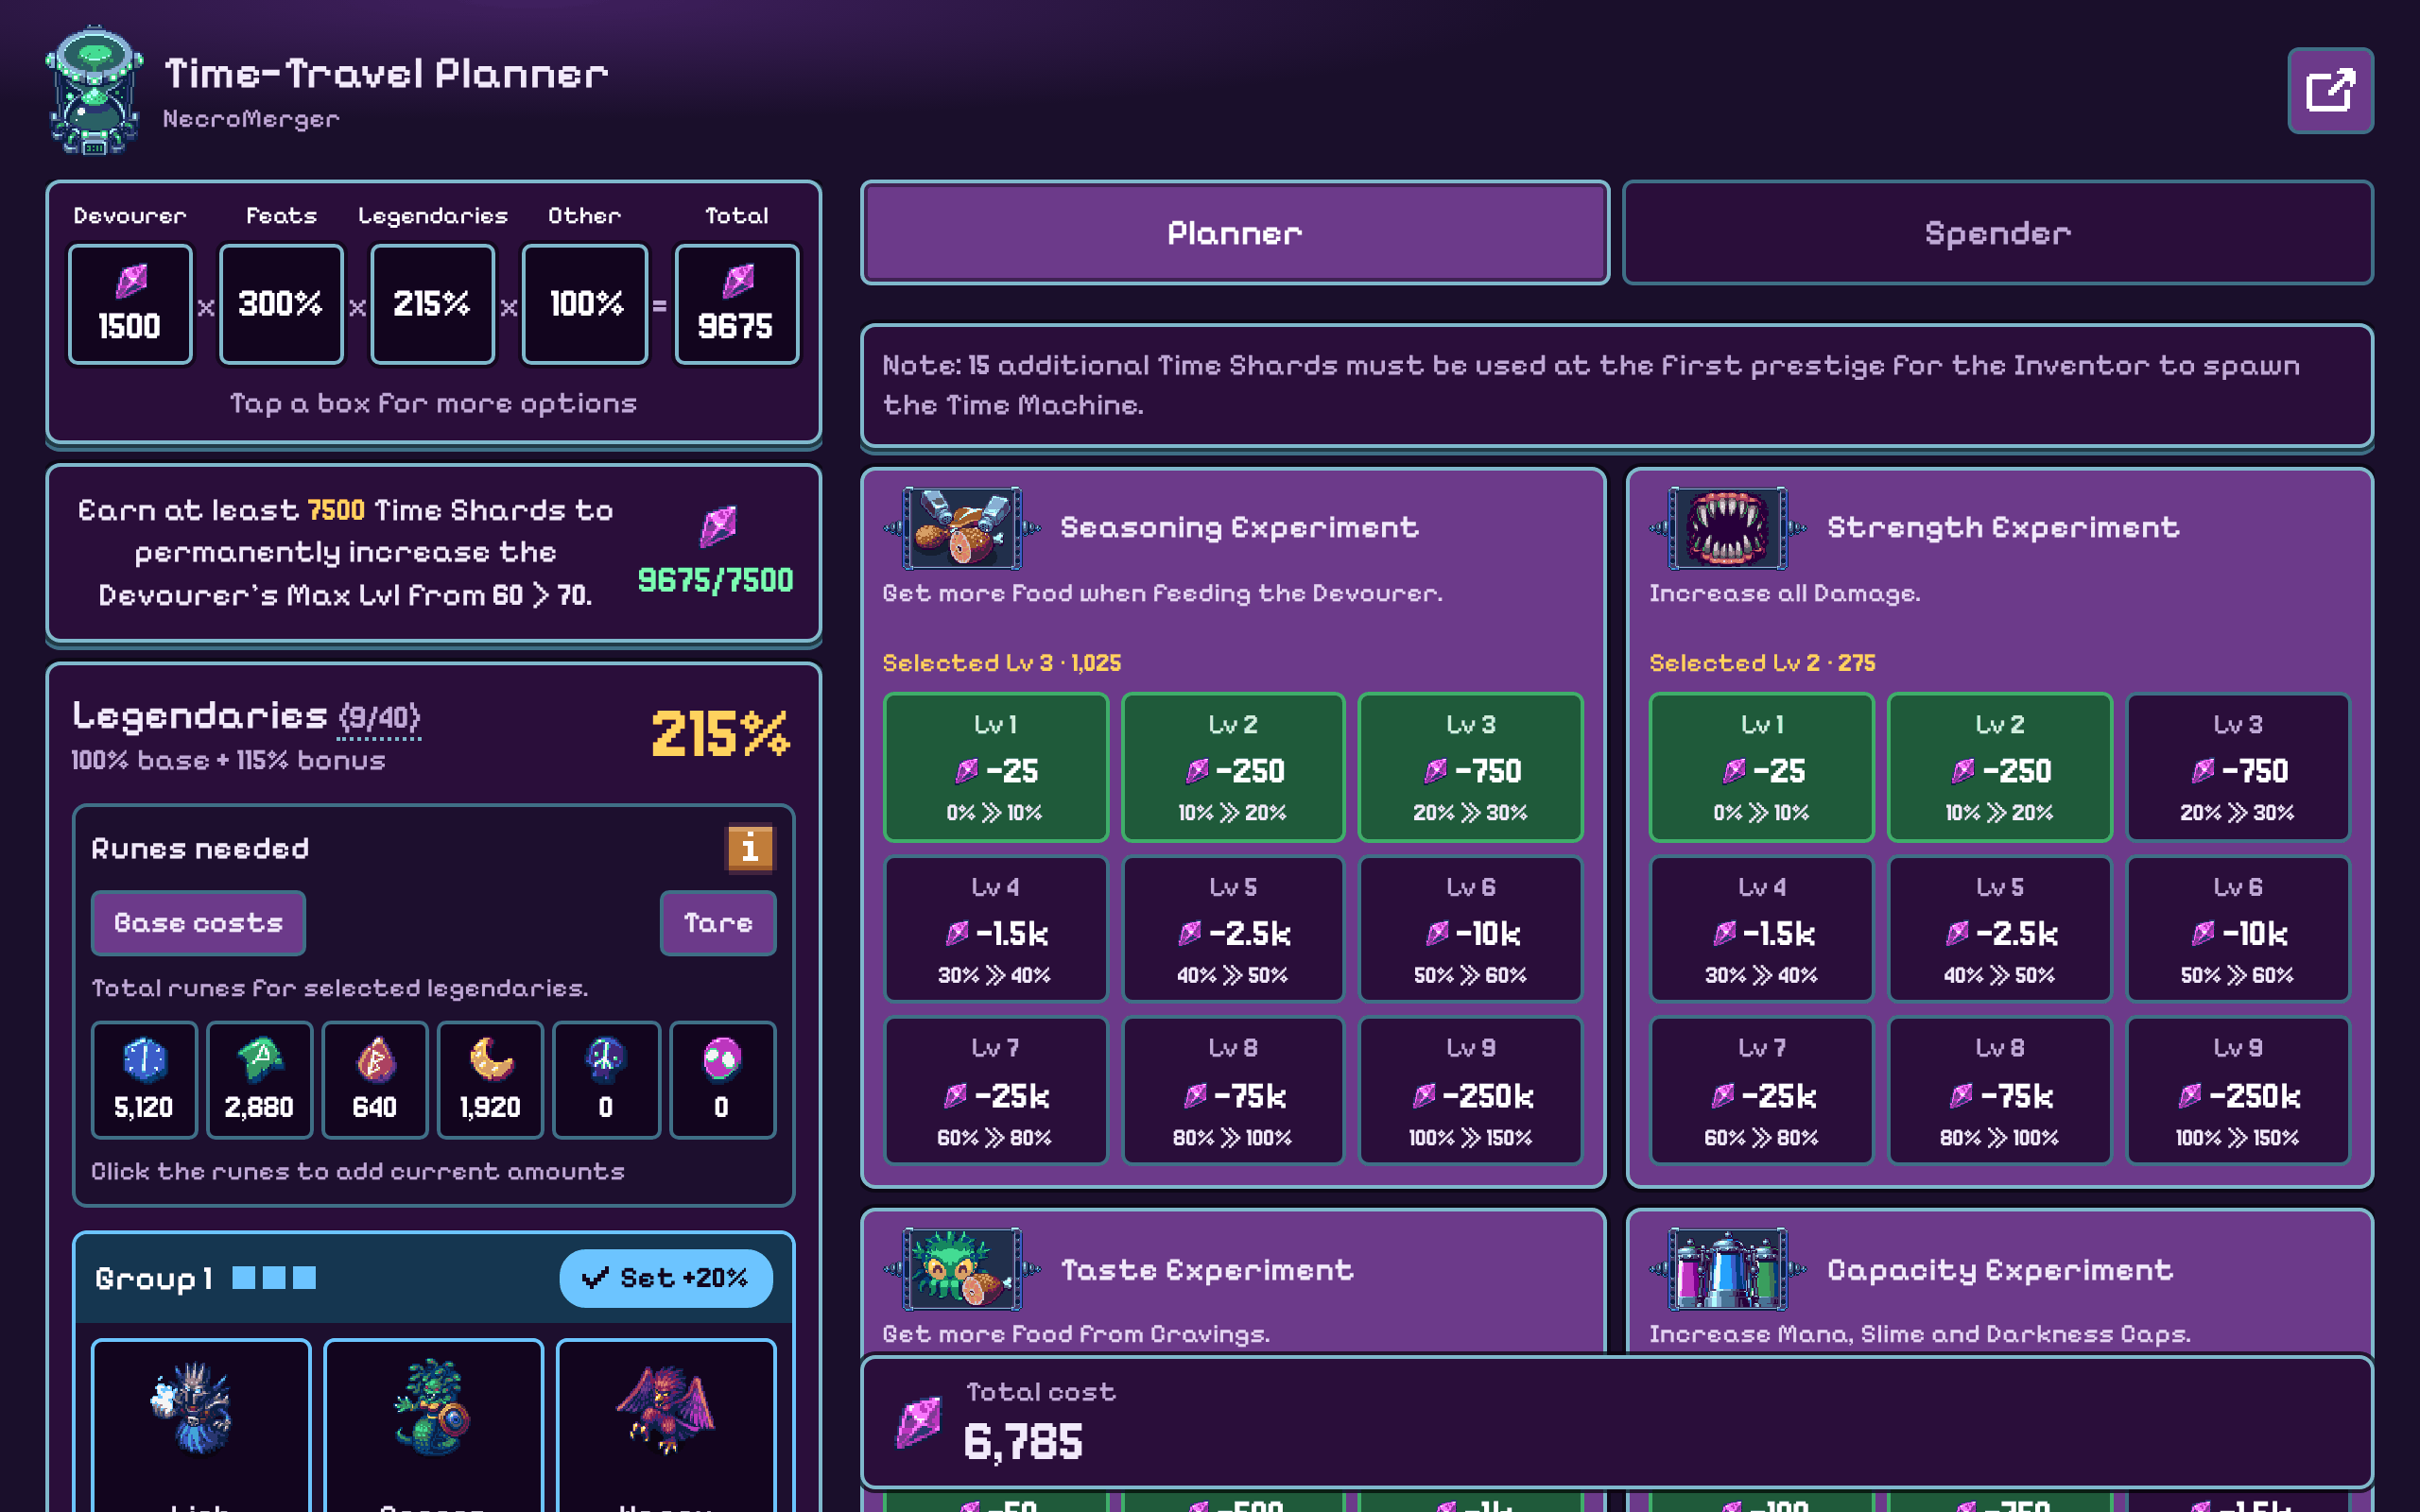 Time-Travel Planner
NecroMerger
Devourer Feats Legendaries Other Total
1500 x 300% x 215% x 100% = 9675
Tap a box for more options
Earn at least 7500 Time Shards to
permanently increase the
Devourer's Max Lvl from 60 > 70.
9675/7500
Legendaries (9/40)
100% base + 115% bonus
215%
Runes needed
i
Base costs
Tare
Total runes for selected legendaries.
5,120 2,880 640 1,920 0 0
Click the runes to add current amounts
Group 1
Set +20%
Planner
Spender
Note: 15 additional Time Shards must be used at the first prestige for the Inventor to spawn
the Time Machine.
Seasoning Experiment
Get more Food when feeding the Devourer.
Selected Lv 3 · 1,025
Lv 1 Lv 2 Lv 3
-25 -250 -750
0% >> 10% 10% >> 20% 20% >> 30%
Lv 4 Lv 5 Lv 6
-1.5k -2.5k -10k
30% >> 40% 40% >> 50% 50% >> 60%
Lv 7 Lv 8 Lv 9
-25k -75k -250k
60% >> 80% 80% >> 100% 100% >> 150%
Strength Experiment
Increase all Damage.
Selected Lv 2 · 275
Lv 1 Lv 2 Lv 3
-25 -250 -750
0% >> 10% 10% >> 20% 20% >> 30%
Lv 4 Lv 5 Lv 6
-1.5k -2.5k -10k
30% >> 40% 40% >> 50% 50% >> 60%
Lv 7 Lv 8 Lv 9
-25k -75k -250k
60% >> 80% 80% >> 100% 100% >> 150%
Taste Experiment
Get more Food from Cravings.
Capacity Experiment
Increase Mana, Slime and Darkness Caps.
Total cost
6,785